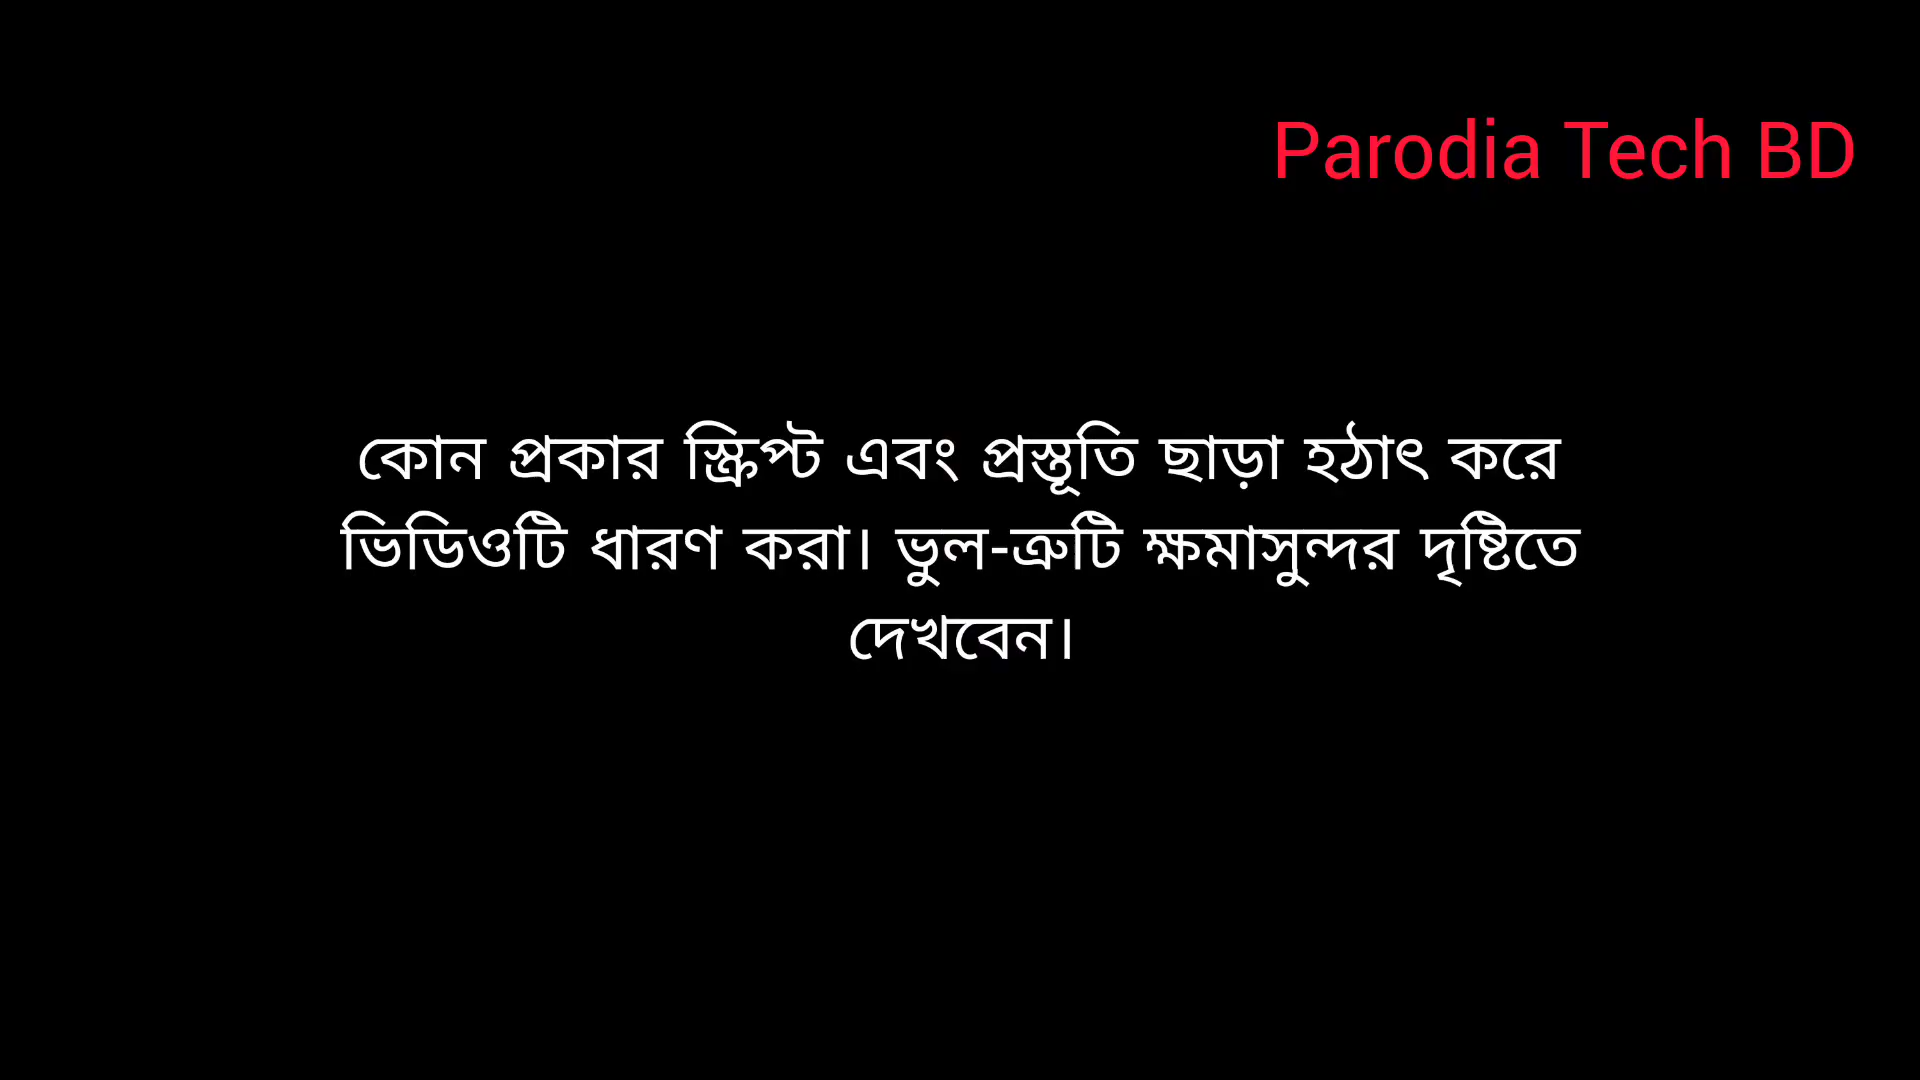 Parodia Tech BD
কোন প্রকার স্ক্রিপ্ট এবং প্রস্তূতি ছাড়া হঠাৎ করে
ভিডিওটি ধারণ করা। ভুল-ত্রুটি ক্ষমাসুন্দর দৃষ্টিতে
দেখবেন।